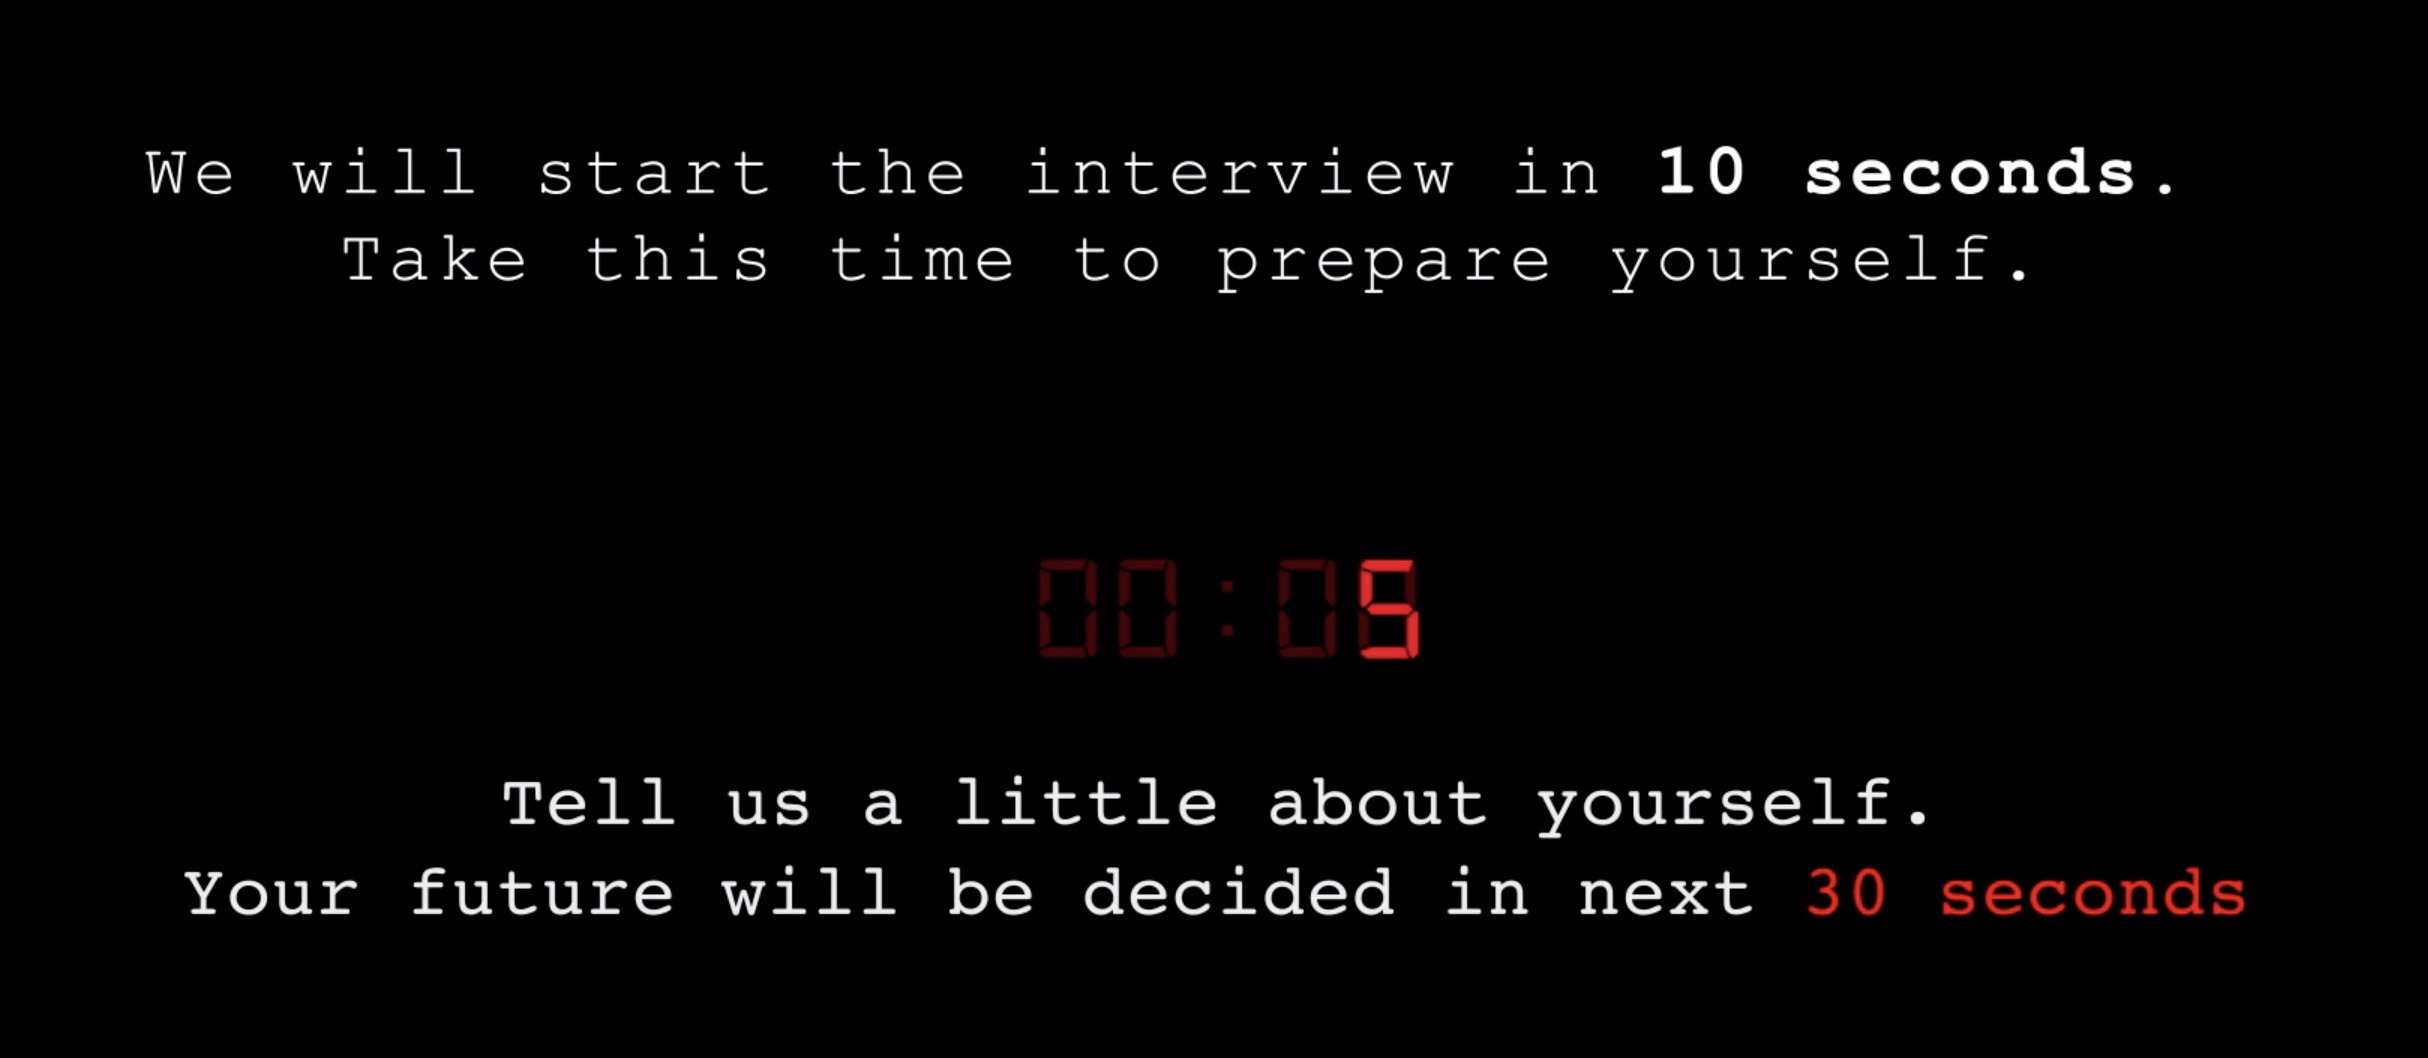 We will start the interview in 10 seconds.
Take this time to prepare yourself.
00:05
Tell us a little about yourself.
Your future will be decided in next 30 seconds